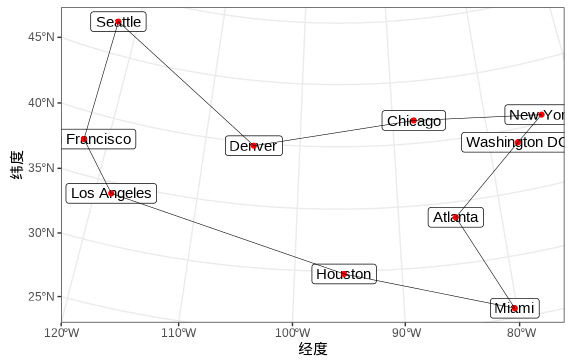 Seattle
45°N
40°N
Chicago
New Yor
Francisco
Denver
Washington DC
35°N
Los Angeles
Atlanta
30°N
Houston
25°N
Miami
120°W
110°W
100°W
90°W
80°W
经度
纬度